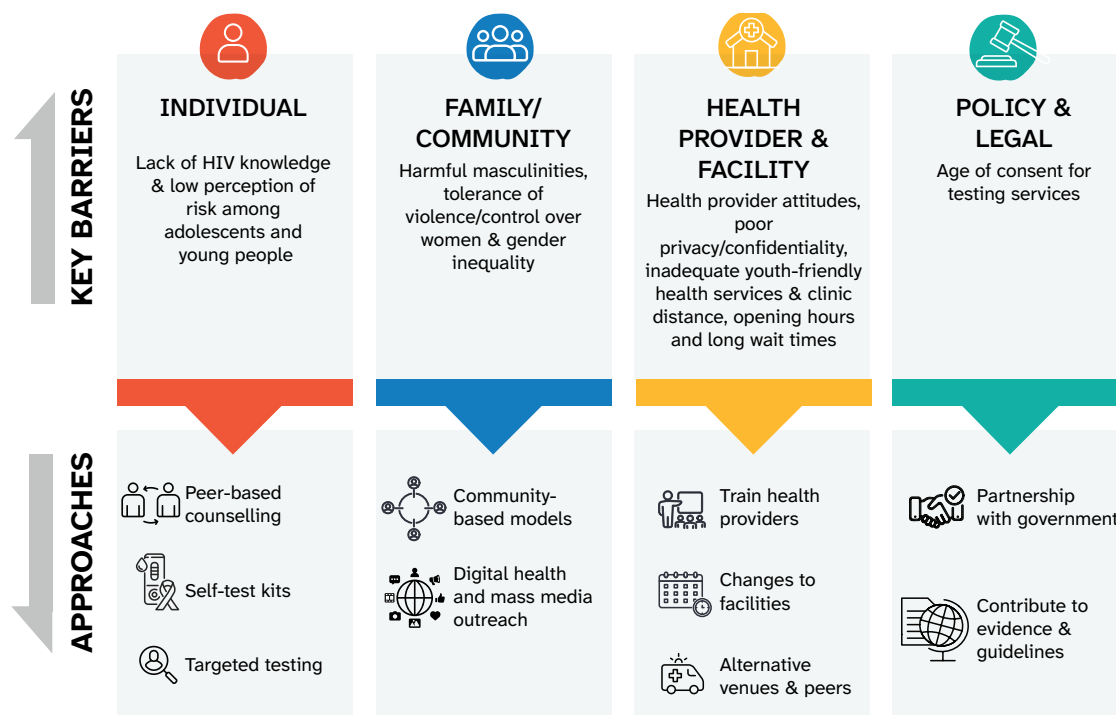 KEY BARRIERS
INDIVIDUAL
Lack of HIV knowledge
& low perception of
risk among
adolescents and
young people
FAMILY/
COMMUNITY
Harmful masculinities,
tolerance of
violence/control over
women & gender
inequality
HEALTH
PROVIDER &
FACILITY
Health provider attitudes,
poor
privacy/confidentiality,
inadequate youth-friendly
health services & clinic
distance, opening hours
and long wait times
POLICY &
LEGAL
Age of consent for
testing services
APPROACHES
Peer-based
counselling
Self-test kits
Targeted testing
Community-
based models
Digital health
and mass media
outreach
Train health
providers
Changes to
facilities
Alternative
venues & peers
Partnership
with government
Contribute to
evidence &
guidelines